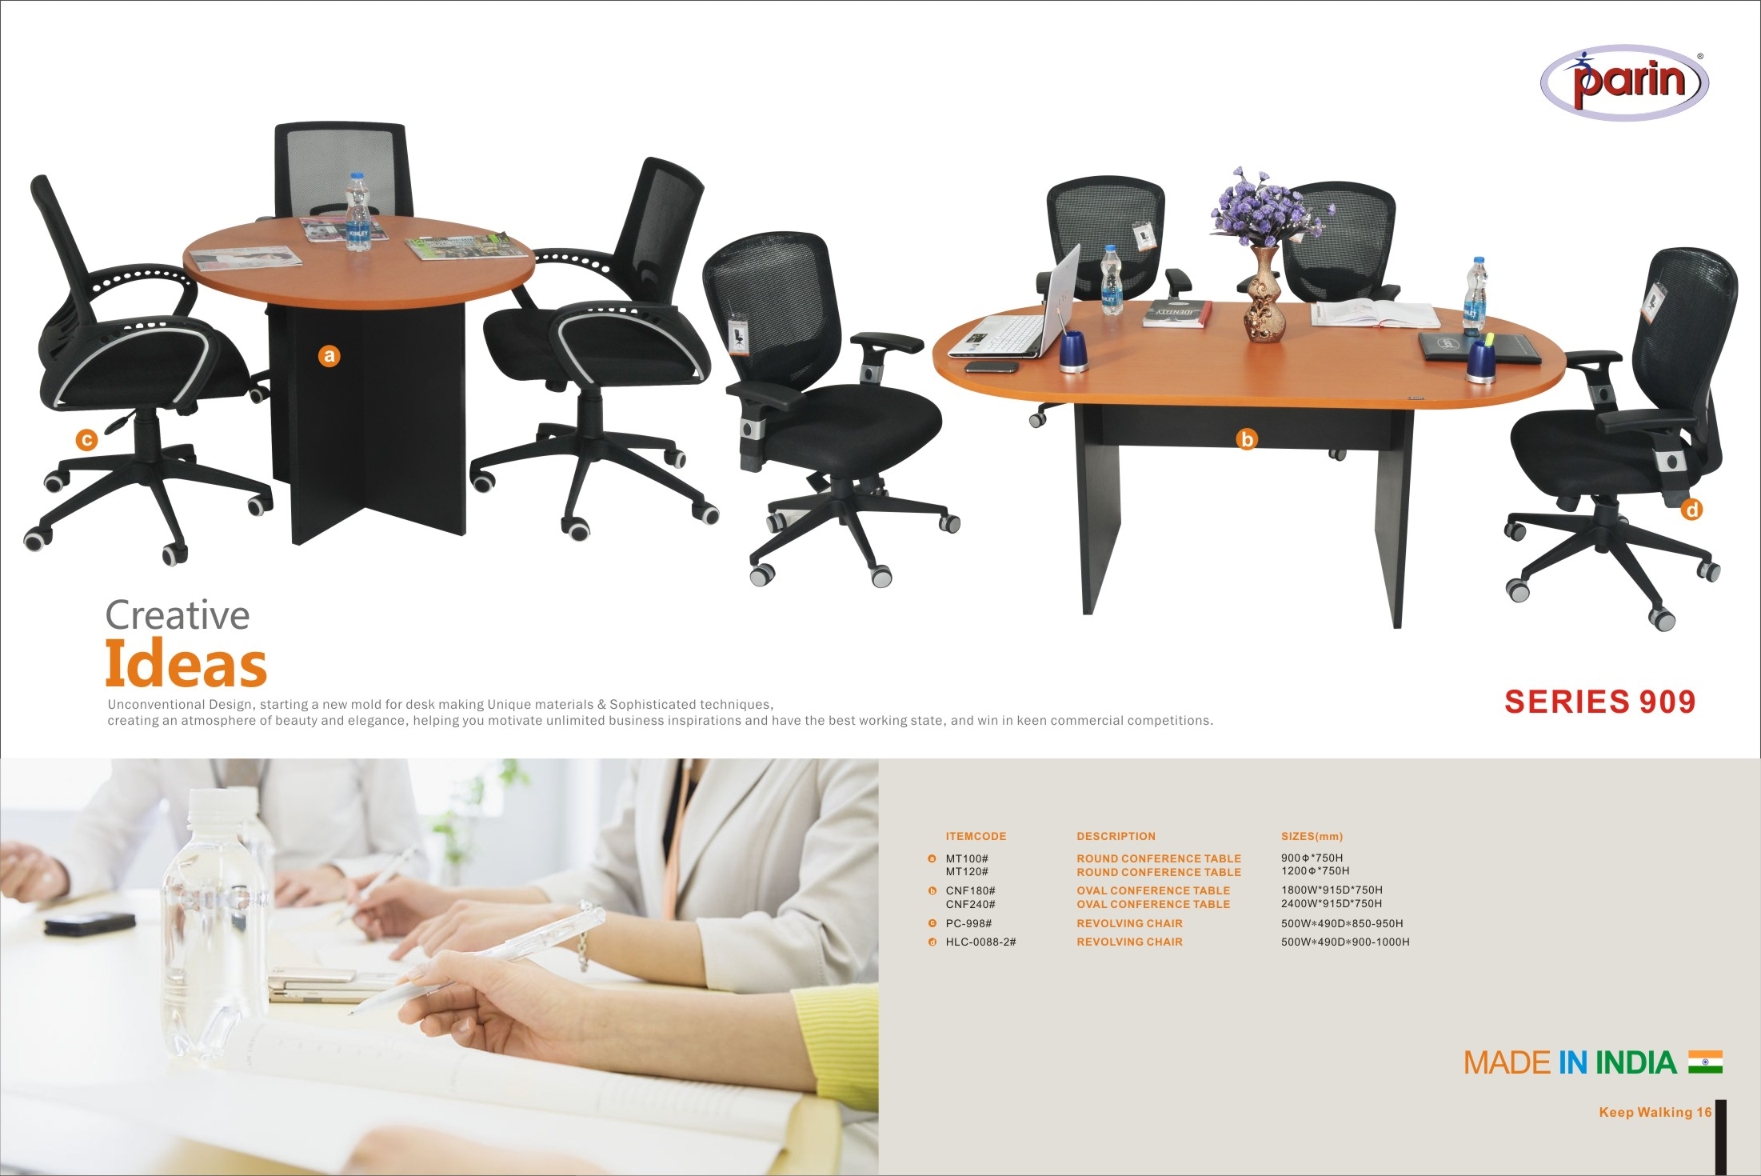 parin ®
a
c
b
d
IDENTITY
Creative
Ideas
Unconventional Design, starting a new mold for desk making Unique materials & Sophisticated techniques,
creating an atmosphere of beauty and elegance, helping you motivate unlimited business inspirations and have the best working state, and win in keen commercial competitions.
SERIES 909
ITEMCODE DESCRIPTION SIZES(mm)
a MT100# ROUND CONFERENCE TABLE 900Φ*750H
MT120# ROUND CONFERENCE TABLE 1200Φ*750H
b CNF180# OVAL CONFERENCE TABLE 1800W*915D*750H
CNF240# OVAL CONFERENCE TABLE 2400W*915D*750H
c PC-998# REVOLVING CHAIR 500W*490D*850-950H
d HLC-0088-2# REVOLVING CHAIR 500W*490D*900-1000H
MADE IN INDIA
Keep Walking 16